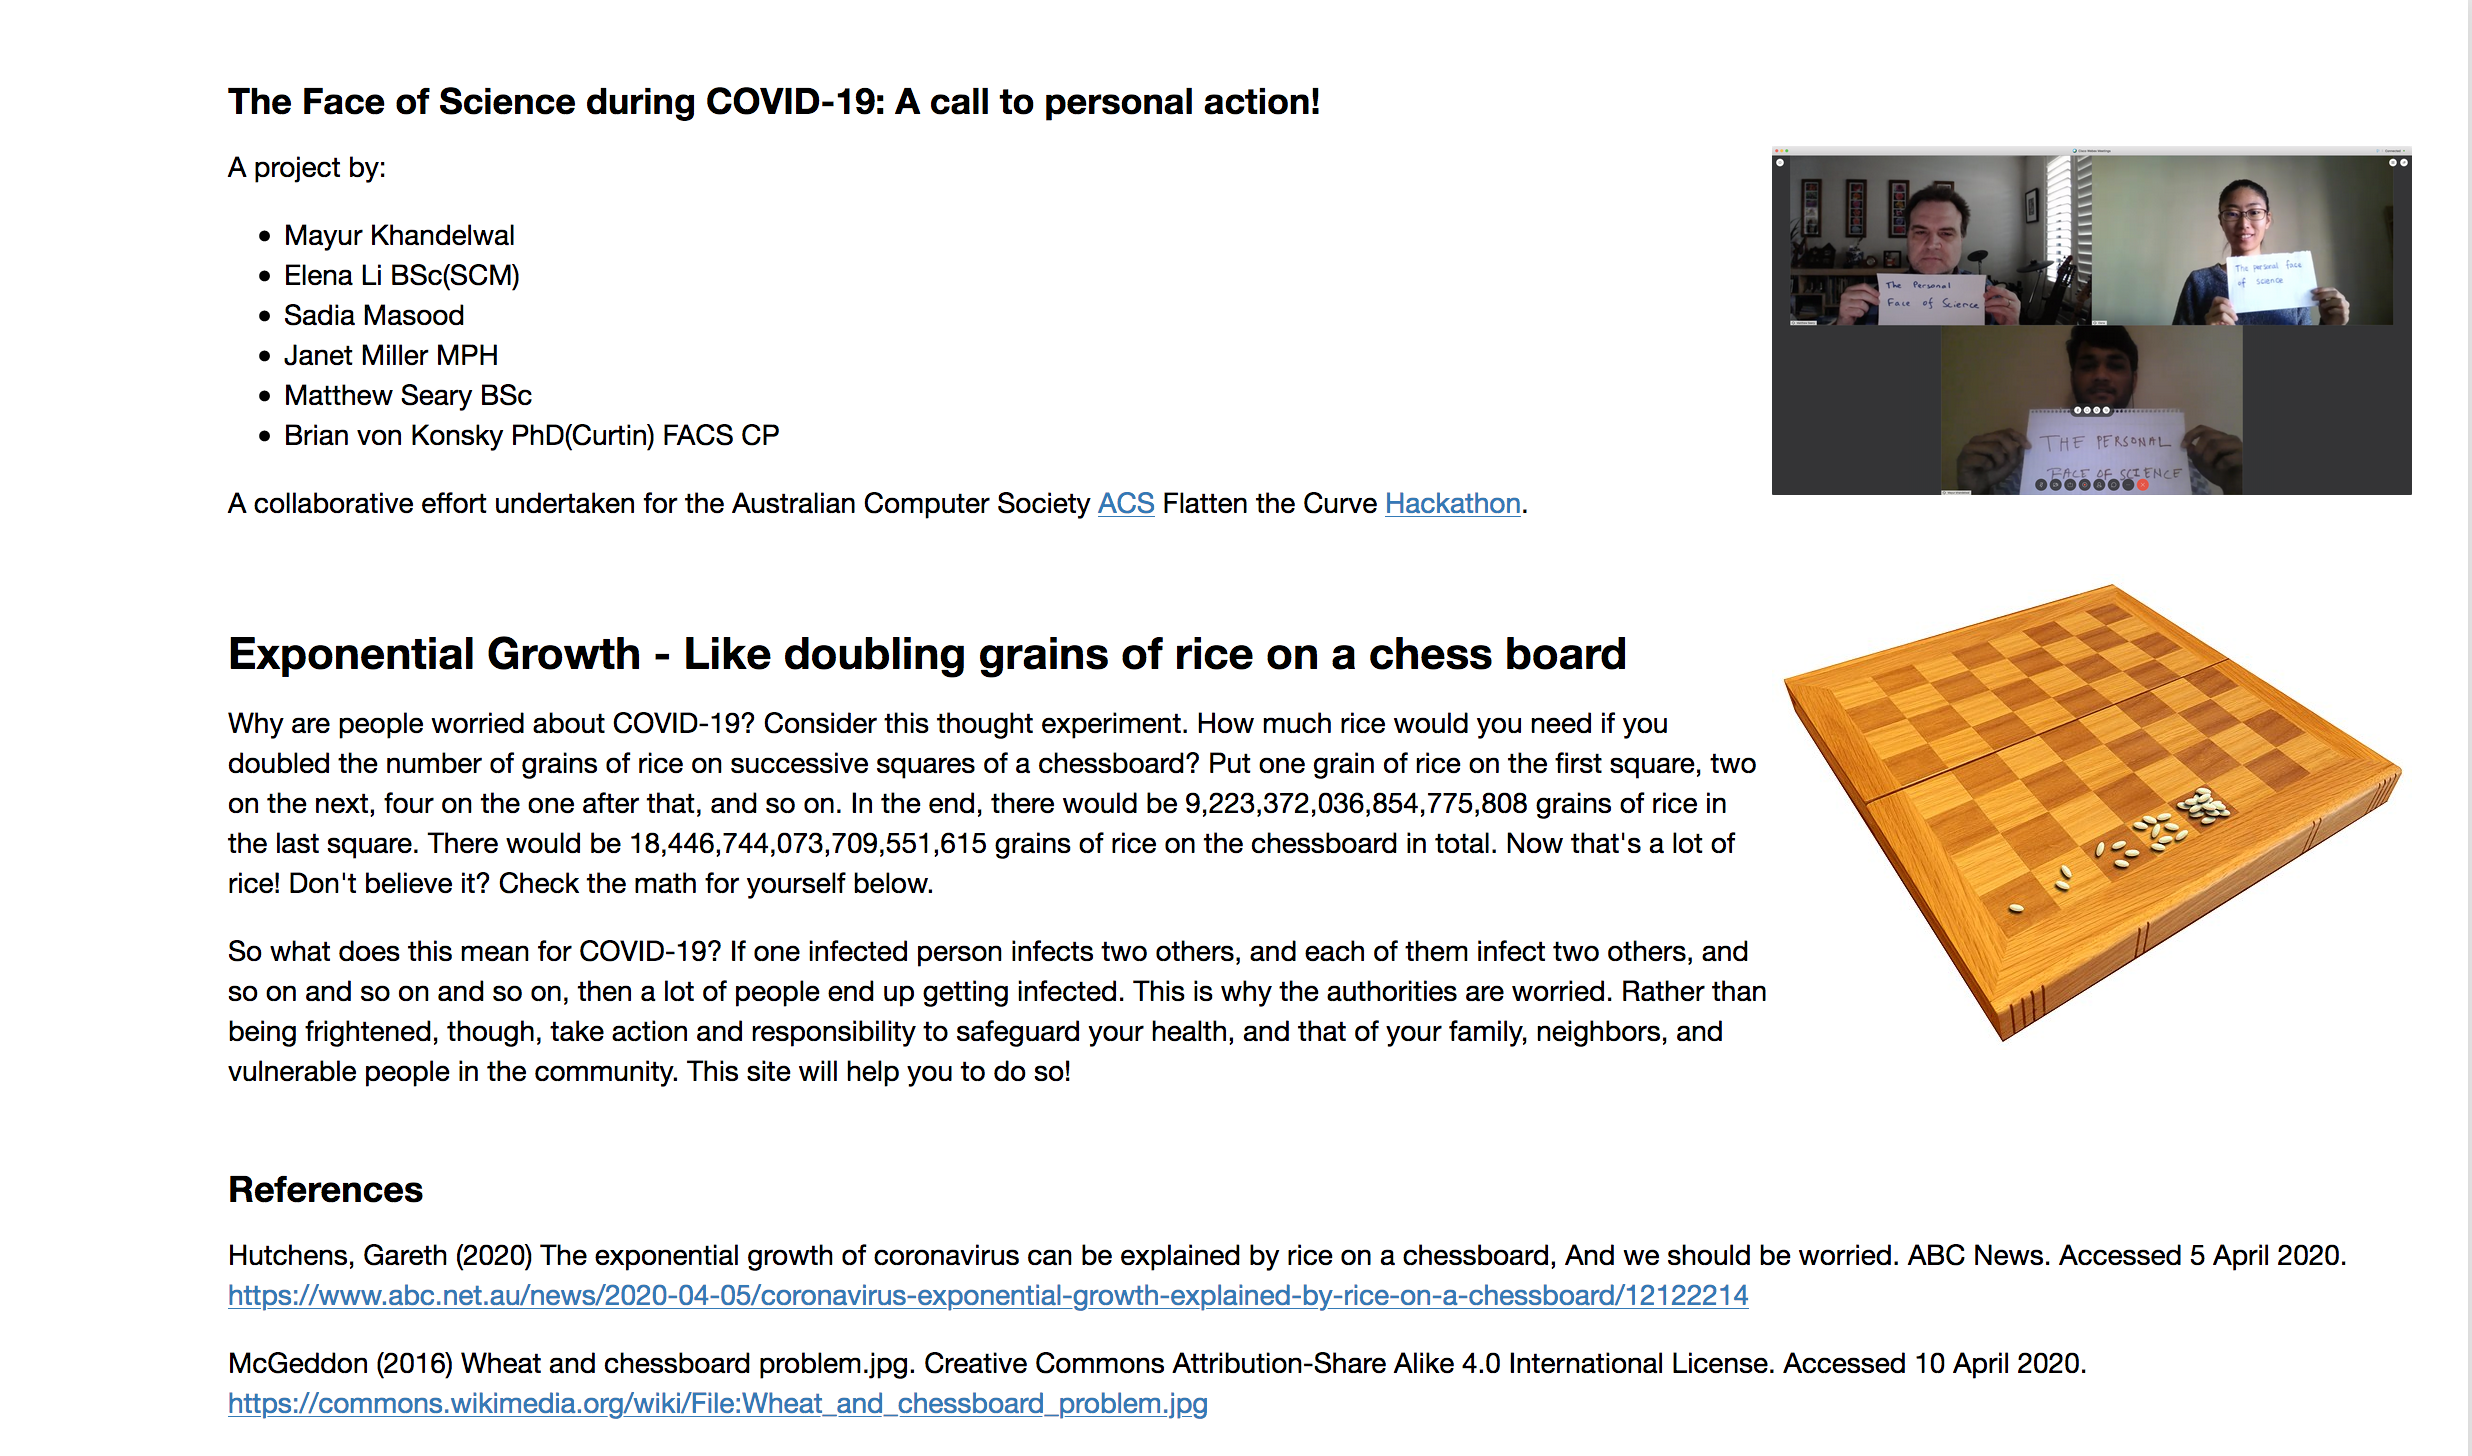 The Face of Science during COVID-19: A call to personal action!
A project by:
• Mayur Khandelwal
• Elena Li BSc(SCM)
• Sadia Masood
• Janet Miller MPH
• Matthew Seary BSc
• Brian von Konsky PhD(Curtin) FACS CP
A collaborative effort undertaken for the Australian Computer Society ACS Flatten the Curve Hackathon.
The Personal
Face of Science
The personal face
of science
THE PERSONAL
FACE OF SCIENCE
Exponential Growth - Like doubling grains of rice on a chess board
Why are people worried about COVID-19? Consider this thought experiment. How much rice would you need if you
doubled the number of grains of rice on successive squares of a chessboard? Put one grain of rice on the first square, two
on the next, four on the one after that, and so on. In the end, there would be 9,223,372,036,854,775,808 grains of rice in
the last square. There would be 18,446,744,073,709,551,615 grains of rice on the chessboard in total. Now that's a lot of
rice! Don't believe it? Check the math for yourself below.
So what does this mean for COVID-19? If one infected person infects two others, and each of them infect two others, and
so on and so on and so on, then a lot of people end up getting infected. This is why the authorities are worried. Rather than
being frightened, though, take action and responsibility to safeguard your health, and that of your family, neighbors, and
vulnerable people in the community. This site will help you to do so!
References
Hutchens, Gareth (2020) The exponential growth of coronavirus can be explained by rice on a chessboard, And we should be worried. ABC News. Accessed 5 April 2020.
https://www.abc.net.au/news/2020-04-05/coronavirus-exponential-growth-explained-by-rice-on-a-chessboard/12122214
McGeddon (2016) Wheat and chessboard problem.jpg. Creative Commons Attribution-Share Alike 4.0 International License. Accessed 10 April 2020.
https://commons.wikimedia.org/wiki/File:Wheat_and_chessboard_problem.jpg